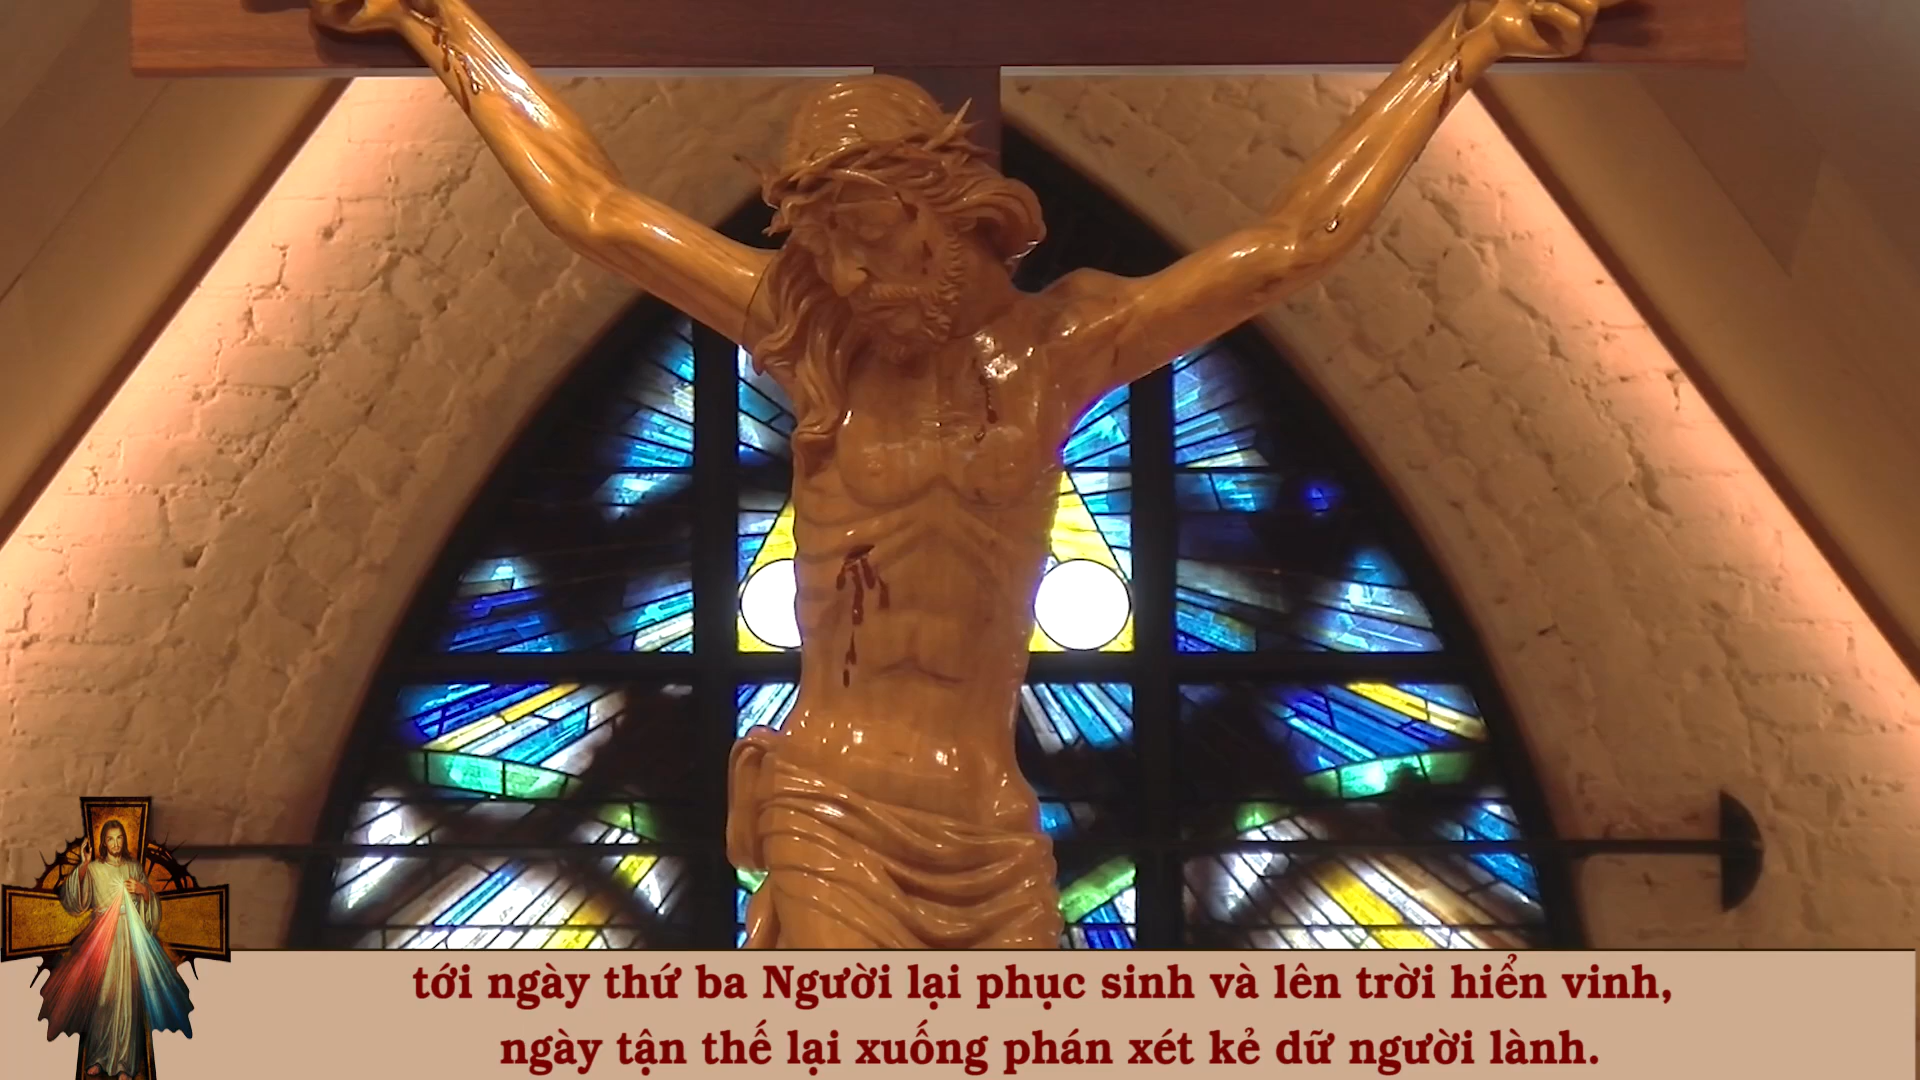 tới ngày thứ ba Người lại phục sinh và lên trời hiển vinh,
ngày tận thế lại xuống phán xét kẻ dữ người lành.